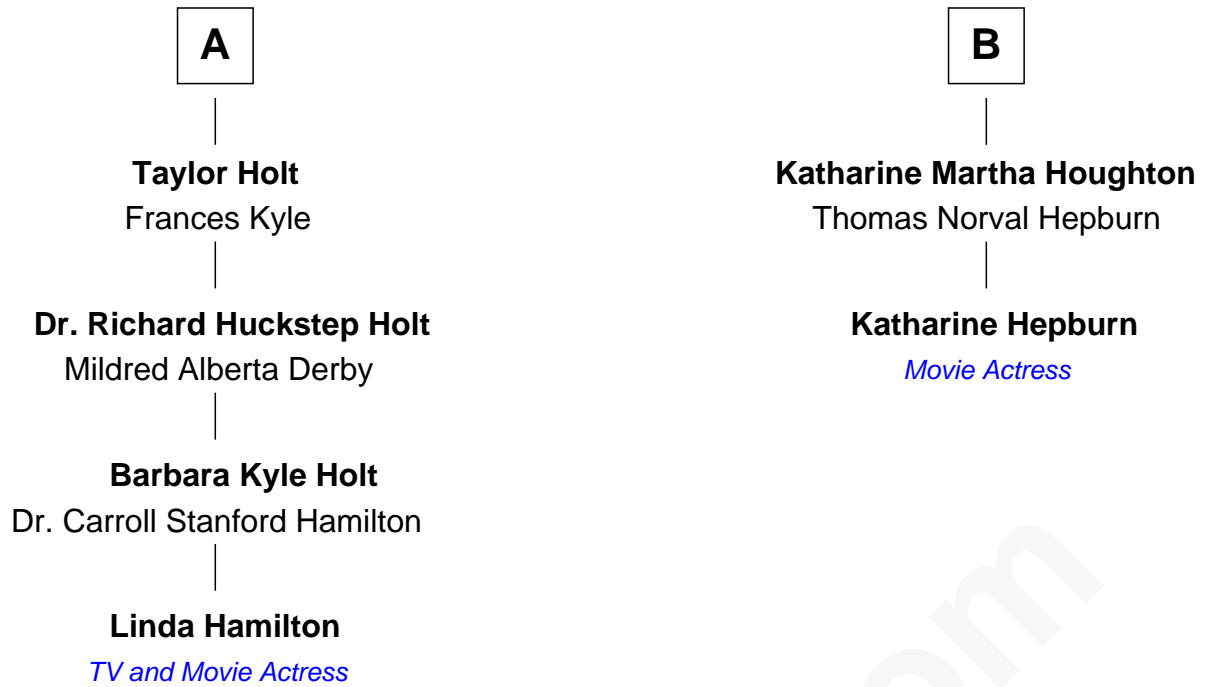 A
Taylor Holt
Frances Kyle
Dr. Richard Huckstep Holt
Mildred Alberta Derby
Barbara Kyle Holt
Dr. Carroll Stanford Hamilton
Linda Hamilton
TV and Movie Actress
B
Katharine Martha Houghton
Thomas Norval Hepburn
Katharine Hepburn
Movie Actress
om